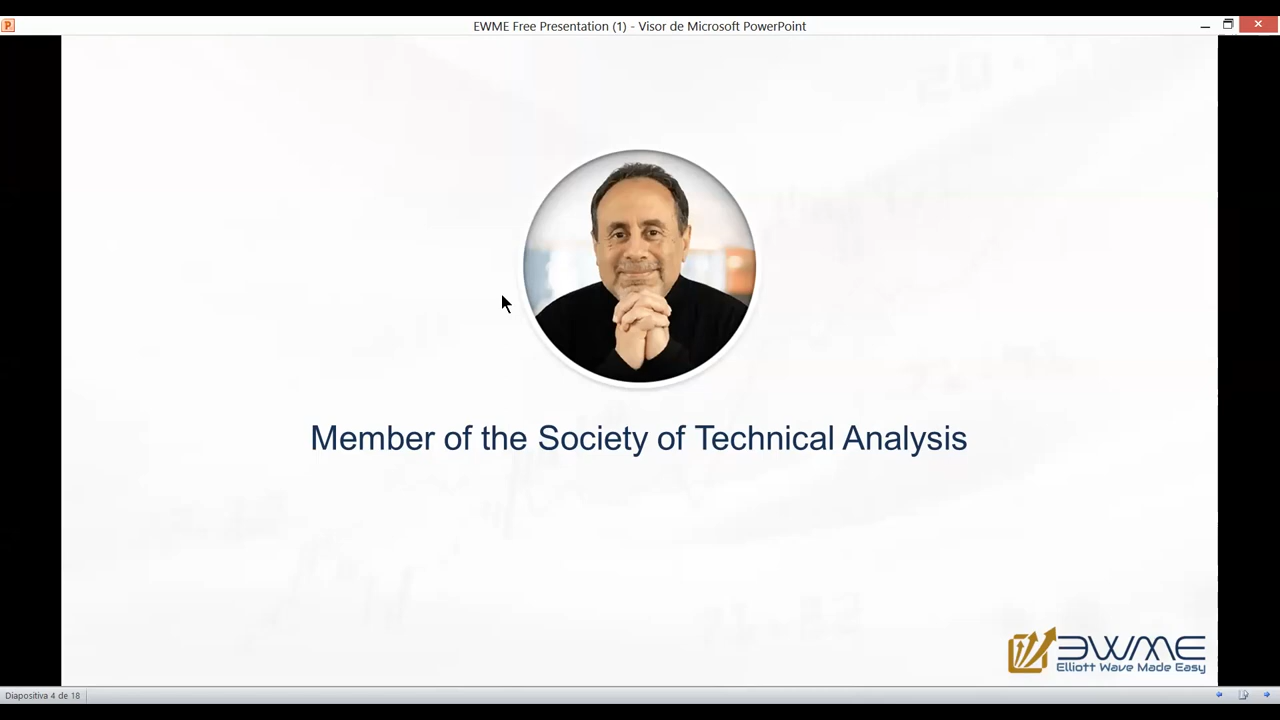 EWME Free Presentation (1) - Visor de Microsoft PowerPoint
Member of the Society of Technical Analysis
EWME
Elliott Wave Made Easy
Diapositiva 4 de 18